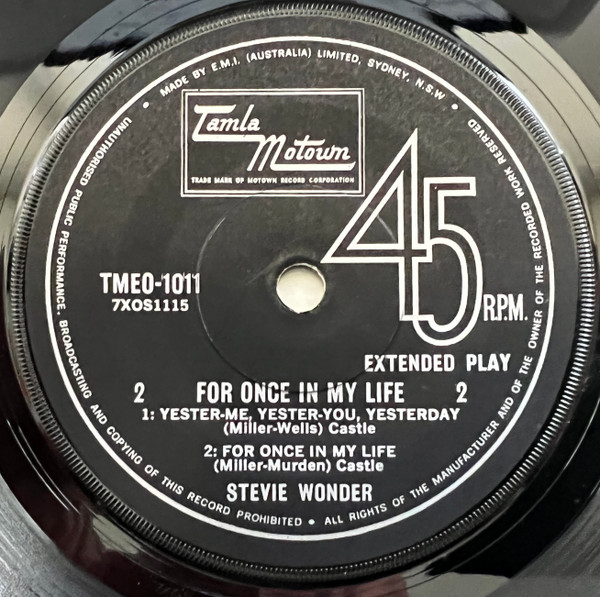 MADE BY E.M.I. (AUSTRALIA) LIMITED, SYDNEY, N.S.W •
UNAUTHORISED PUBLIC PERFORMANCE, BROADCASTING AND COPYING OF THIS RECORD PROHIBITED • ALL RIGHTS OF THE MANUFACTURER AND OF THE OWNER OF THE RECORDED WORK RESERVED •
Tamla
Motown
TRADE MARK OF MOTOWN RECORD CORPORATION
45 R.P.M.
TMEO-1011
7XOS1115
EXTENDED PLAY
2 FOR ONCE IN MY LIFE 2
1: YESTER-ME, YESTER-YOU, YESTERDAY
(Miller-Wells) Castle
2: FOR ONCE IN MY LIFE
(Miller-Murden) Castle
STEVIE WONDER